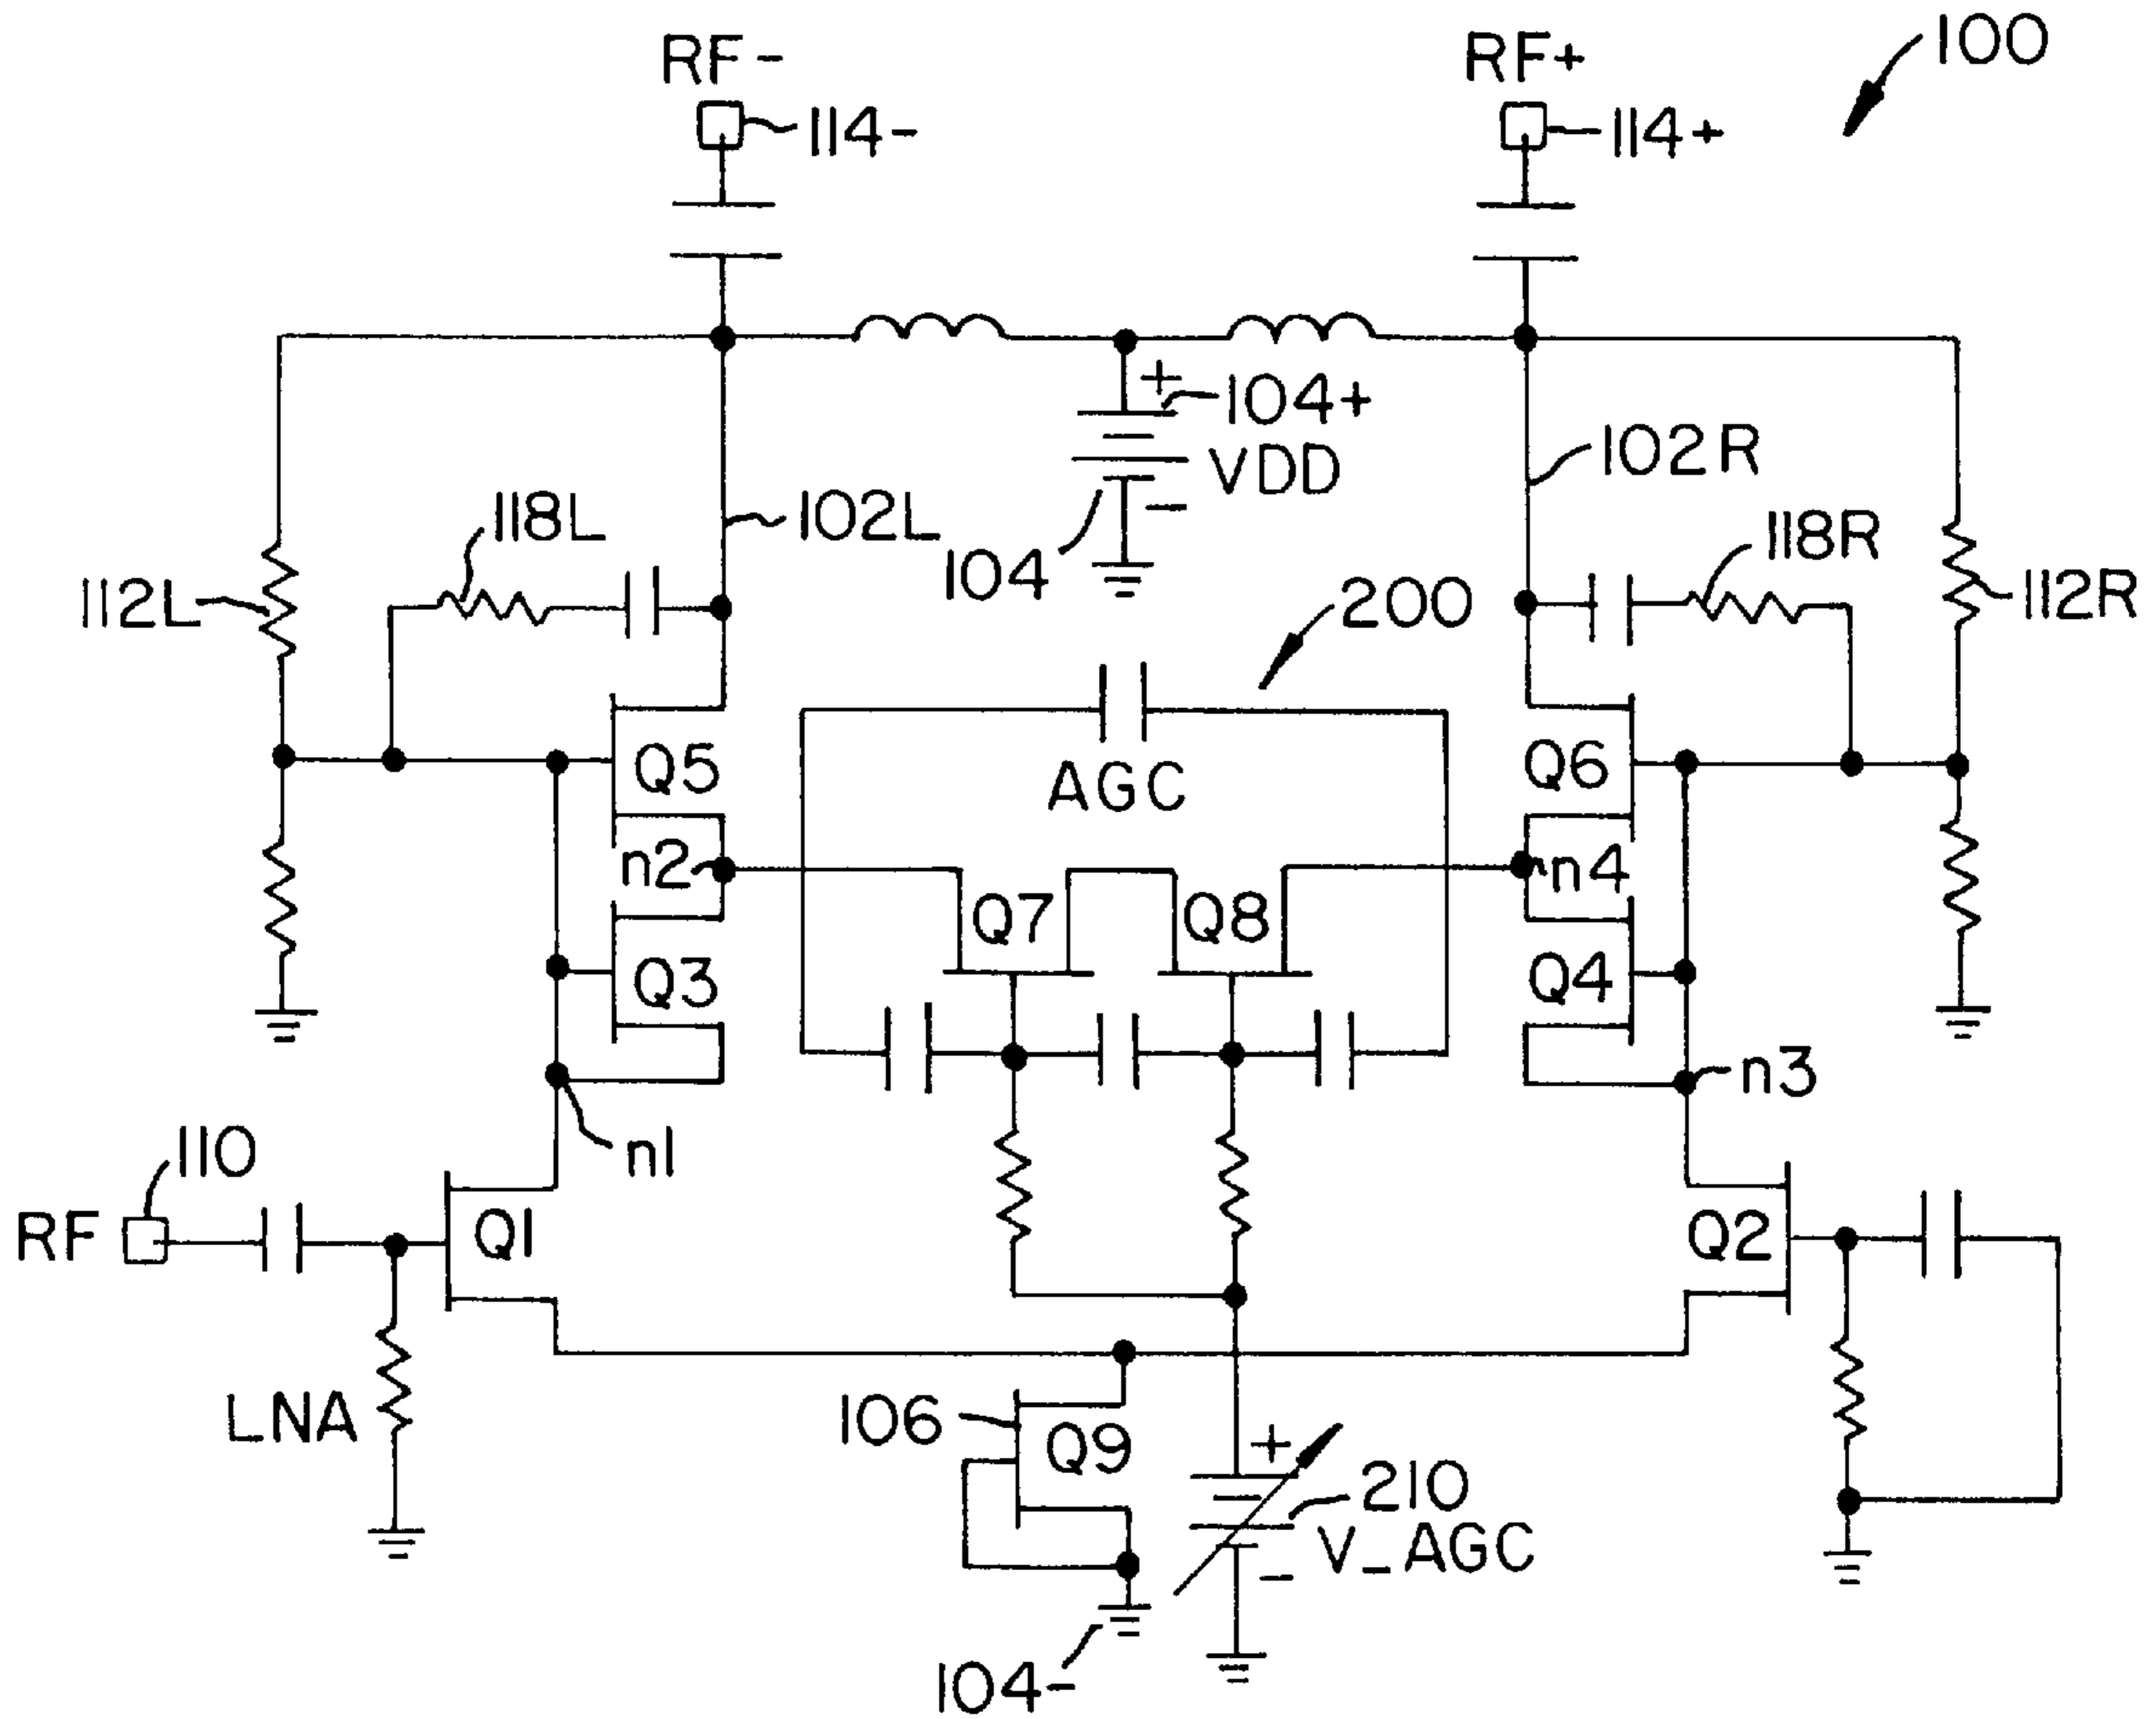 100
RF-
RF+
114-
114+
+
104+
VDD
-
104
102L
102R
118L
118R
112L
112R
200
AGC
Q5
Q6
n2
n4
Q7
Q8
Q3
Q4
n1
n3
110
RF
Q1
Q2
LNA
106
Q9
+
210
V_AGC
-
104-